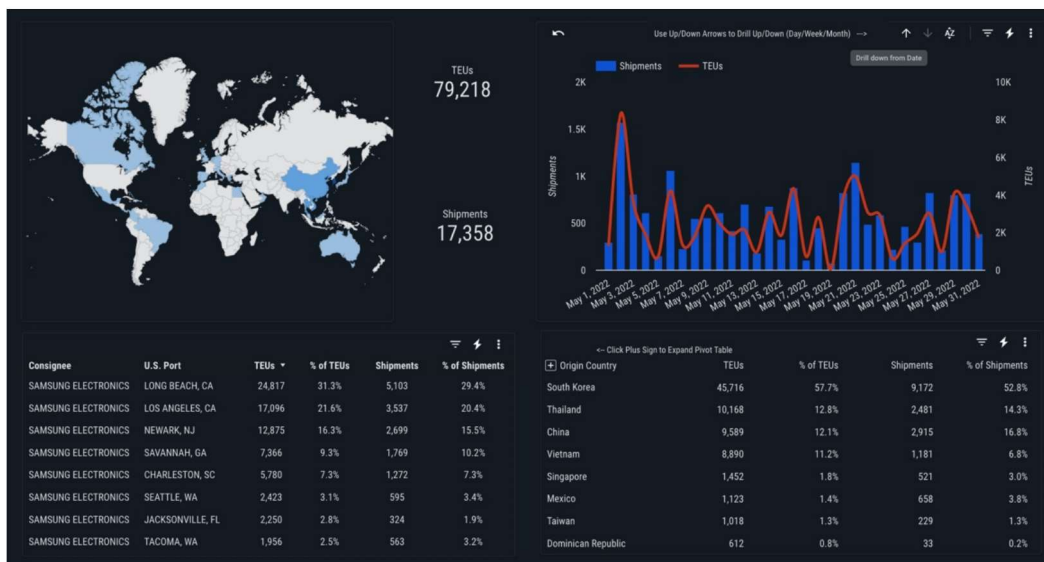 TEUs
79,218
Shipments
17,358
Use Up/Down Arrows to Drill Up/Down (Day/Week/Month) --->
Drill down from Date
Shipments TEUs
2K
1.5K
1K
500
0
Shipments
10K
8K
6K
4K
2K
0
TEUs
May 1, 2022
May 3, 2022
May 5, 2022
May 7, 2022
May 9, 2022
May 11, 2022
May 13, 2022
May 15, 2022
May 17, 2022
May 19, 2022
May 21, 2022
May 23, 2022
May 25, 2022
May 27, 2022
May 29, 2022
May 31, 2022
Consignee U.S. Port TEUs % of TEUs Shipments % of Shipments
SAMSUNG ELECTRONICS LONG BEACH, CA 24,817 31.3% 5,103 29.4%
SAMSUNG ELECTRONICS LOS ANGELES, CA 17,096 21.6% 3,537 20.4%
SAMSUNG ELECTRONICS NEWARK, NJ 12,875 16.3% 2,699 15.5%
SAMSUNG ELECTRONICS SAVANNAH, GA 7,366 9.3% 1,769 10.2%
SAMSUNG ELECTRONICS CHARLESTON, SC 5,780 7.3% 1,272 7.3%
SAMSUNG ELECTRONICS SEATTLE, WA 2,423 3.1% 595 3.4%
SAMSUNG ELECTRONICS JACKSONVILLE, FL 2,250 2.8% 324 1.9%
SAMSUNG ELECTRONICS TACOMA, WA 1,956 2.5% 563 3.2%
<-- Click Plus Sign to Expand Pivot Table
Origin Country TEUs % of TEUs Shipments % of Shipments
South Korea 45,716 57.7% 9,172 52.8%
Thailand 10,168 12.8% 2,481 14.3%
China 9,589 12.1% 2,915 16.8%
Vietnam 8,890 11.2% 1,181 6.8%
Singapore 1,452 1.8% 521 3.0%
Mexico 1,123 1.4% 658 3.8%
Taiwan 1,018 1.3% 229 1.3%
Dominican Republic 612 0.8% 33 0.2%